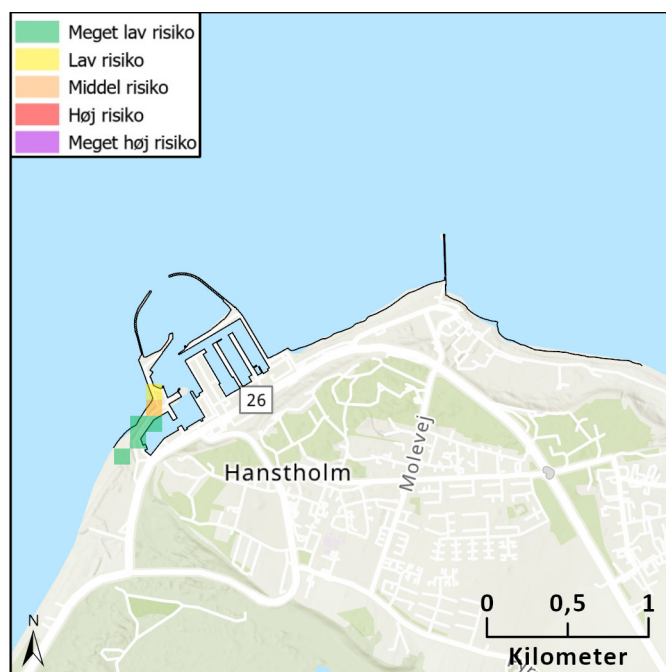 Meget lav risiko
Lav risiko
Middel risiko
Høj risiko
Meget høj risiko
26
Molevej
Hanstholm
N
0 0,5 1
Kilometer